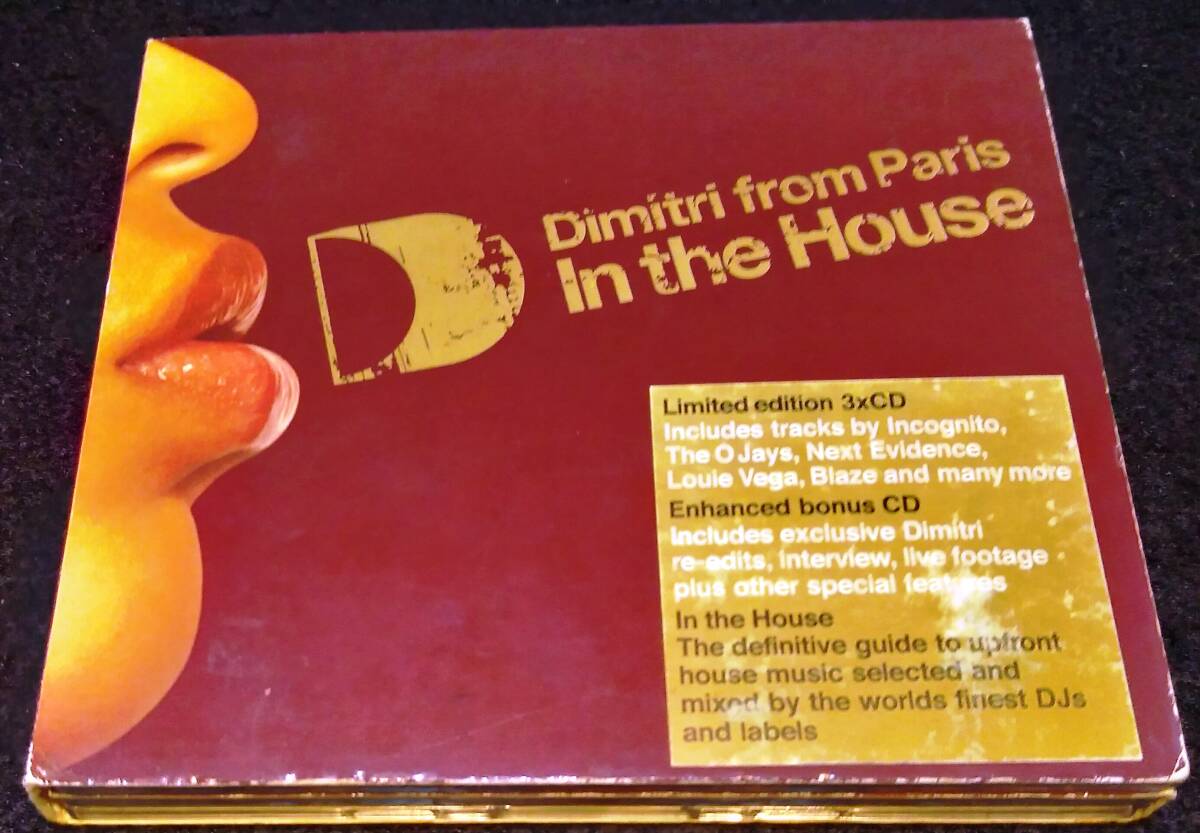 Dimitri from Paris
In the House
Limited edition 3xCD
Includes tracks by Incognito,
The O Jays, Next Evidence,
Louie Vega, Blaze and many more
Enhanced bonus CD
Includes exclusive Dimitri
re-edits, interview, live footage
plus other special features
In the House
The definitive guide to upfront
house music selected and
mixed by the worlds finest DJs
and labels